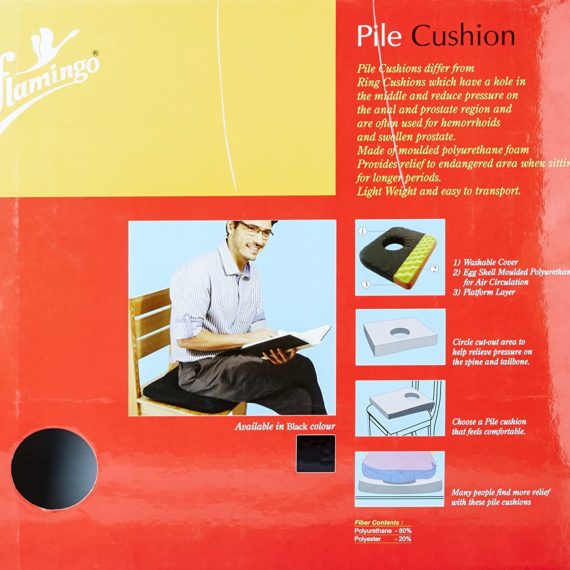 flamingo®
Pile Cushion
Pile Cushions differ from
Ring Cushions which have a hole in
the middle and reduce pressure on
the anal and prostate region and
are often used for hemorrhoids
and swollen prostate.
Made of moulded polyurethane foam
Provides relief to endangered area when sittin
for longer periods.
Light Weight and easy to transport.
1
2
3
1) Washable Cover
2) Egg Shell Moulded Polyurethan
for Air Circulation
3) Platform Layer
Circle cut-out area to
help relieve pressure on
the spine and tailbone.
Choose a Pile cushion
that feels comfortable.
Available in Black colour
Many people find more relief
with these pile cushions
Fiber Contents :
Polyurethane - 80%
Polyester - 20%